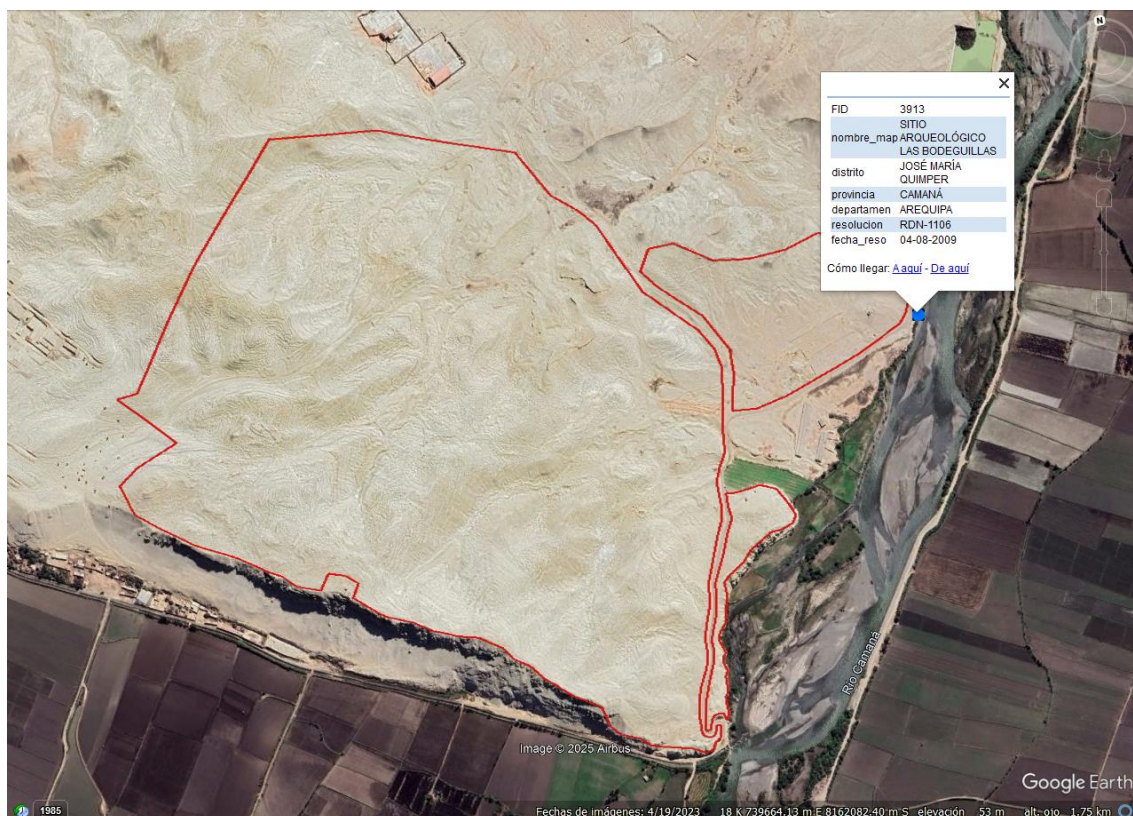 N
FID 3913
nombre_map SITIO
ARQUEOLÓGICO
LAS BODEGUILLAS
distrito JOSÉ MARÍA
QUIMPER
provincia CAMANÁ
departamen AREQUIPA
resolucion RDN-1106
fecha_reso 04-08-2009
Cómo llegar: A aquí - De aquí
Río Camaná
Image © 2025 Airbus
Google Earth
1985
Fechas de imágenes: 4/19/2023 18 K 739664.13 m E 8162082.40 m S elevación 53 m alt. ojo 1.75 km